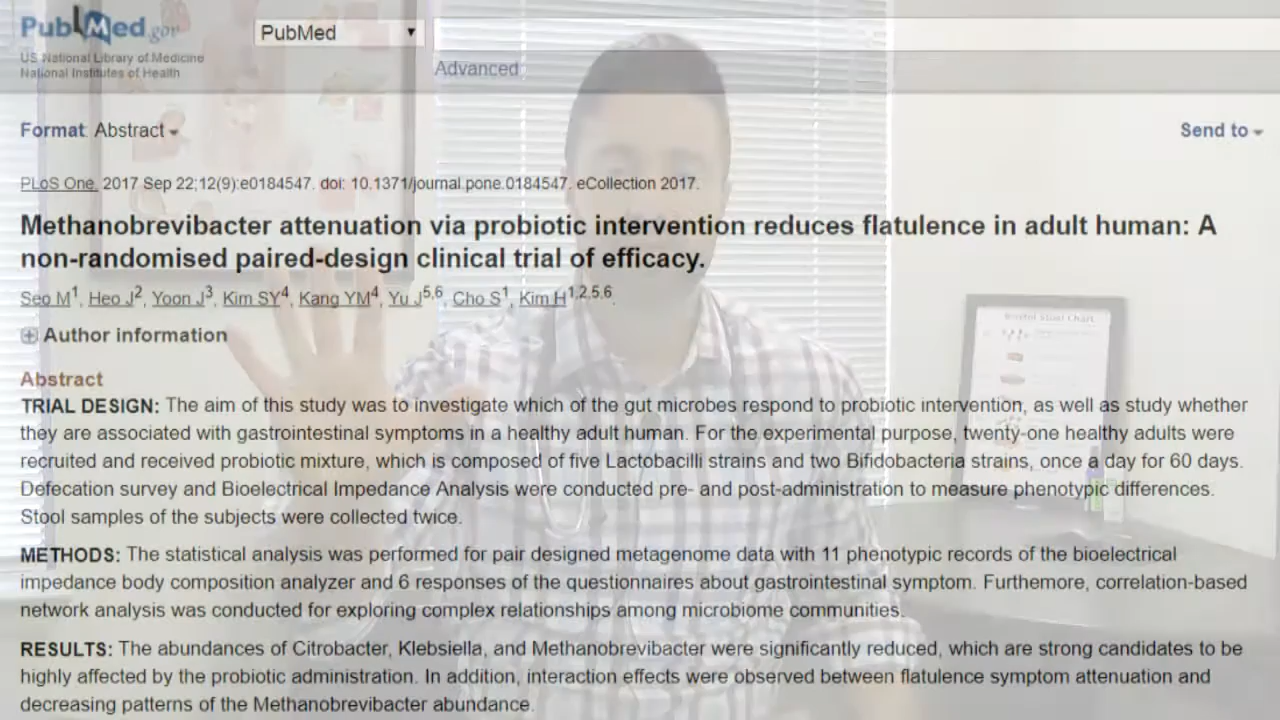 PubMed.gov
US National Library of Medicine
National Institutes of Health
PubMed
Advanced
Format: Abstract
Send to
PLoS One. 2017 Sep 22;12(9):e0184547. doi: 10.1371/journal.pone.0184547. eCollection 2017.
Methanobrevibacter attenuation via probiotic intervention reduces flatulence in adult human: A
non-randomised paired-design clinical trial of efficacy.
Seo M1, Heo J2, Yoon J3, Kim SY4, Kang YM4, Yu J5,6, Cho S1, Kim H1,2,5,6.
Author information
Abstract
TRIAL DESIGN: The aim of this study was to investigate which of the gut microbes respond to probiotic intervention, as well as study whether
they are associated with gastrointestinal symptoms in a healthy adult human. For the experimental purpose, twenty-one healthy adults were
recruited and received probiotic mixture, which is composed of five Lactobacilli strains and two Bifidobacteria strains, once a day for 60 days.
Defecation survey and Bioelectrical Impedance Analysis were conducted pre- and post-administration to measure phenotypic differences.
Stool samples of the subjects were collected twice.
METHODS: The statistical analysis was performed for pair designed metagenome data with 11 phenotypic records of the bioelectrical
impedance body composition analyzer and 6 responses of the questionnaires about gastrointestinal symptom. Furthemore, correlation-based
network analysis was conducted for exploring complex relationships among microbiome communities.
RESULTS: The abundances of Citrobacter, Klebsiella, and Methanobrevibacter were significantly reduced, which are strong candidates to be
highly affected by the probiotic administration. In addition, interaction effects were observed between flatulence symptom attenuation and
decreasing patterns of the Methanobrevibacter abundance.
Bristol Stool Chart